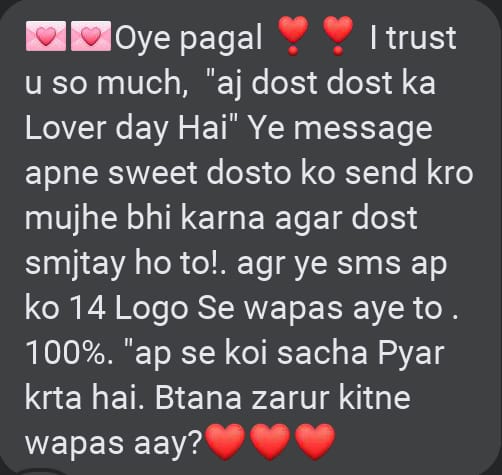 💌💌Oye pagal ❣️ ❣️ I trust
u so much, "aj dost dost ka
Lover day Hai" Ye message
apne sweet dosto ko send kro
mujhe bhi karna agar dost
smjtay ho to!. agr ye sms ap
ko 14 Logo Se wapas aye to .
100%. "ap se koi sacha Pyar
krta hai. Btana zarur kitne
wapas aay?❤️❤️❤️